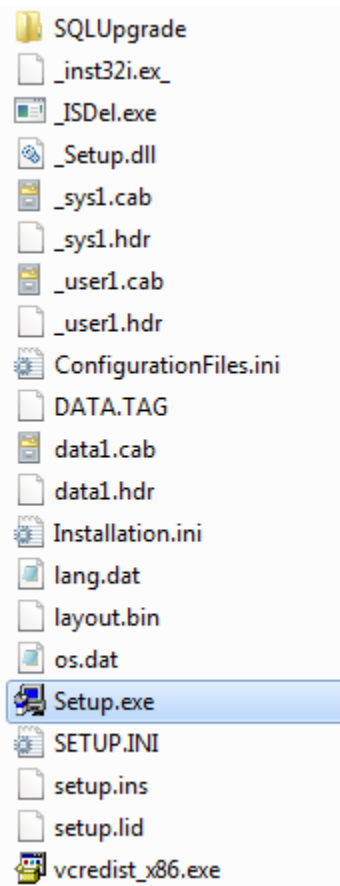 SQLUpgrade
_inst32i.ex_
_ISDel.exe
_Setup.dll
_sys1.cab
_sys1.hdr
_user1.cab
_user1.hdr
ConfigurationFiles.ini
DATA.TAG
data1.cab
data1.hdr
Installation.ini
lang.dat
layout.bin
os.dat
Setup.exe
SETUP.INI
setup.ins
setup.lid
vcredist_x86.exe